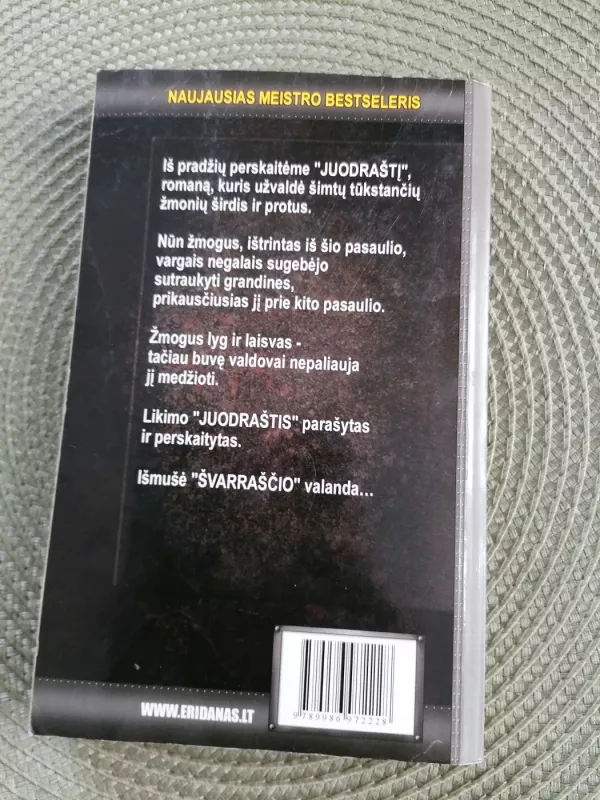 NAUJAUSIAS MEISTRO BESTSELERIS
Iš pradžių perskaitėme "JUODRAŠTĮ",
romaną, kuris užvaldė šimtų tūkstančių
žmonių širdis ir protus.
Nūn žmogus, ištrintas iš šio pasaulio,
vargais negalais sugebėjo
sutraukyti grandines,
prikausčiusias jį prie kito pasaulio.
Žmogus lyg ir laisvas -
tačiau buvę valdovai nepaliauja
jį medžioti.
Likimo "JUODRAŠTIS" parašytas
ir perskaitytas.
Išmušė "ŠVARRAŠČIO" valanda...
WWW.ERIDANAS.LT
9789986972228